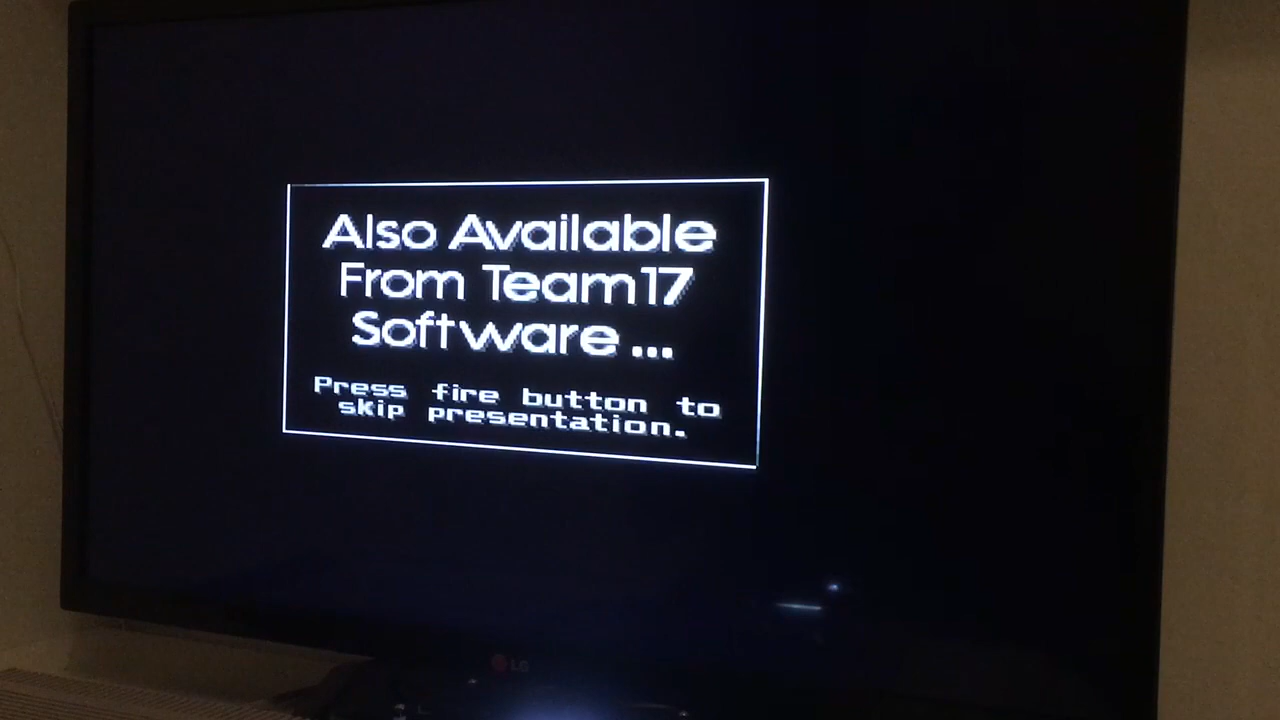 Also Available
From Team17
Software ...
Press fire button to
skip presentation.
LG